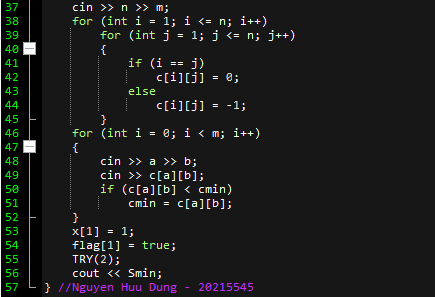 37 cin >> n >> m;
38 for (int i = 1; i <= n; i++)
39 for (int j = 1; j <= n; j++)
40 {
41 if (i == j)
42 c[i][j] = 0;
43 else
44 c[i][j] = -1;
45 }
46 for (int i = 0; i < m; i++)
47 {
48 cin >> a >> b;
49 cin >> c[a][b];
50 if (c[a][b] < cmin)
51 cmin = c[a][b];
52 }
53 x[1] = 1;
54 flag[1] = true;
55 TRY(2);
56 cout << Smin;
57 } //Nguyen Huu Dung - 20215545